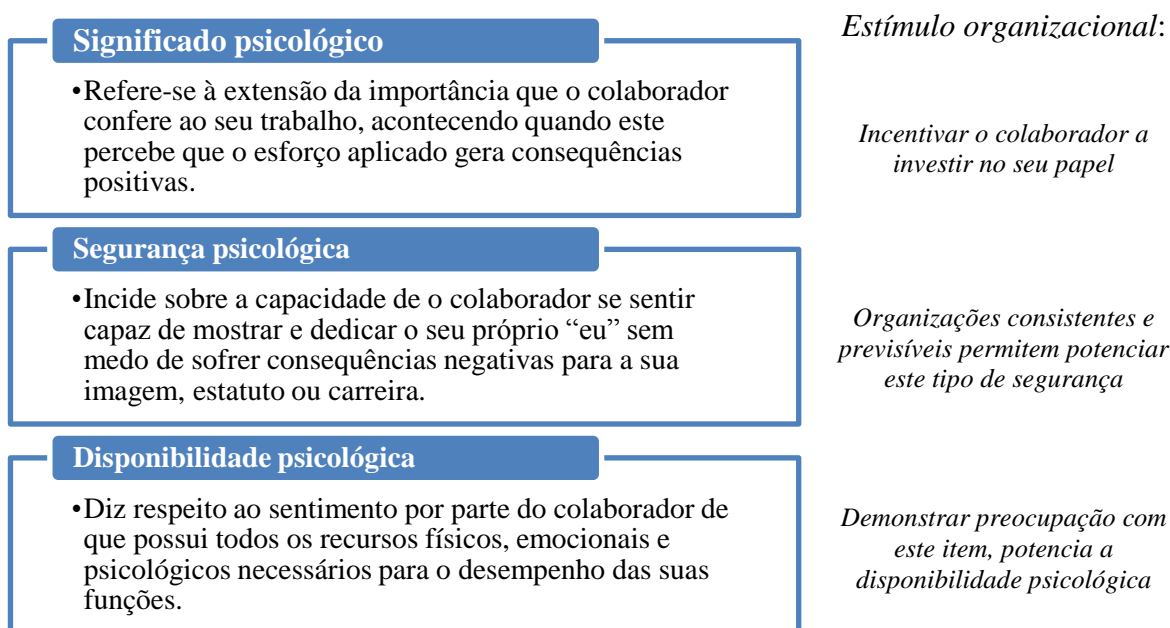 Significado psicológico
•Refere-se à extensão da importância que o colaborador
confere ao seu trabalho, acontecendo quando este
percebe que o esforço aplicado gera consequências
positivas.
Estímulo organizacional:
Incentivar o colaborador a
investir no seu papel
Segurança psicológica
•Incide sobre a capacidade de o colaborador se sentir
capaz de mostrar e dedicar o seu próprio “eu” sem
medo de sofrer consequências negativas para a sua
imagem, estatuto ou carreira.
Organizações consistentes e
previsíveis permitem potenciar
este tipo de segurança
Disponibilidade psicológica
•Diz respeito ao sentimento por parte do colaborador de
que possui todos os recursos físicos, emocionais e
psicológicos necessários para o desempenho das suas
funções.
Demonstrar preocupação com
este item, potencia a
disponibilidade psicológica